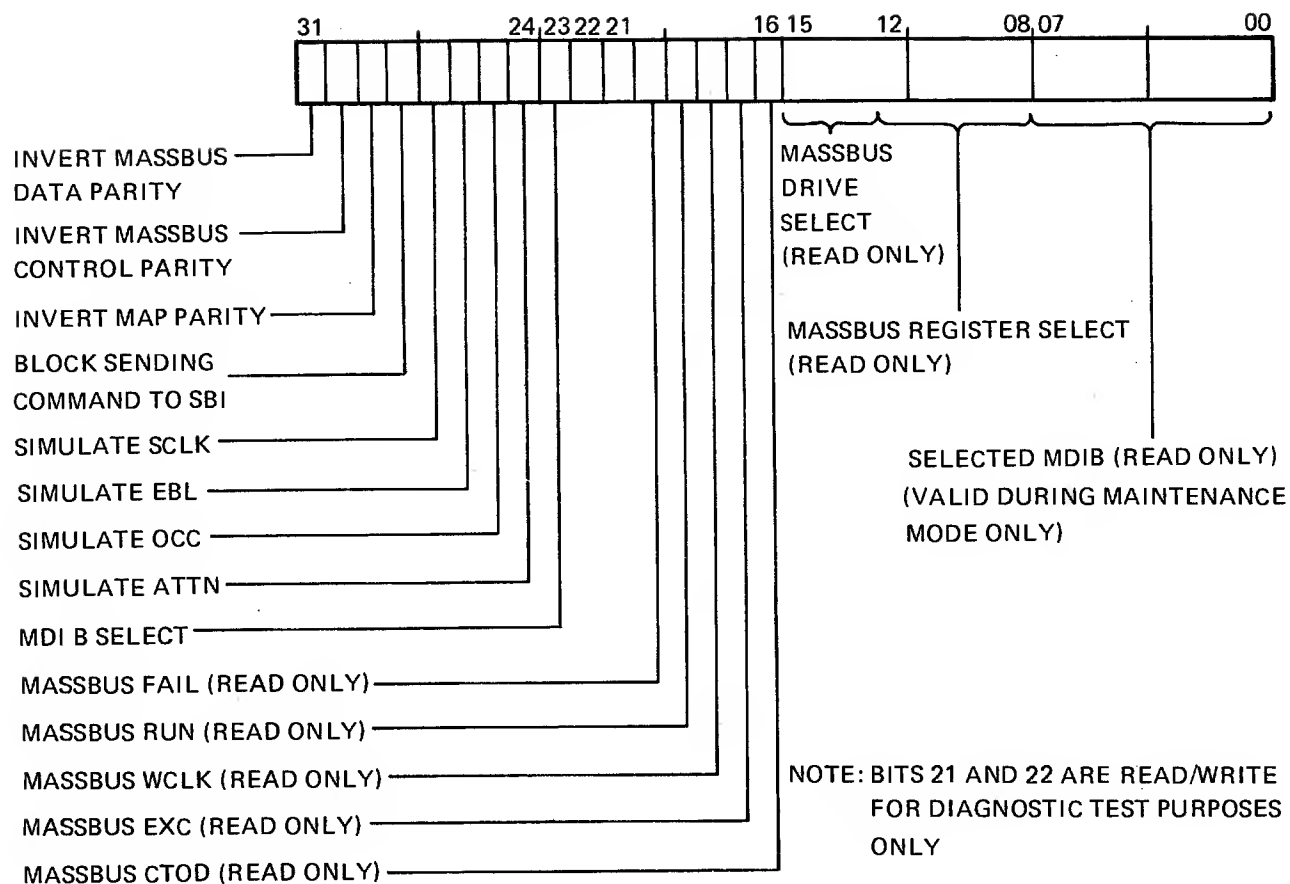 31 24 23 22 21 16 15 12 08 07 00
INVERT MASSBUS
DATA PARITY
INVERT MASSBUS
CONTROL PARITY
INVERT MAP PARITY
BLOCK SENDING
COMMAND TO SBI
SIMULATE SCLK
SIMULATE EBL
SIMULATE OCC
SIMULATE ATTN
MDI B SELECT
MASSBUS FAIL (READ ONLY)
MASSBUS RUN (READ ONLY)
MASSBUS WCLK (READ ONLY)
MASSBUS EXC (READ ONLY)
MASSBUS CTOD (READ ONLY)
MASSBUS
DRIVE
SELECT
(READ ONLY)
MASSBUS REGISTER SELECT
(READ ONLY)
SELECTED MDIB (READ ONLY)
(VALID DURING MAINTENANCE
MODE ONLY)
NOTE: BITS 21 AND 22 ARE READ/WRITE
FOR DIAGNOSTIC TEST PURPOSES
ONLY